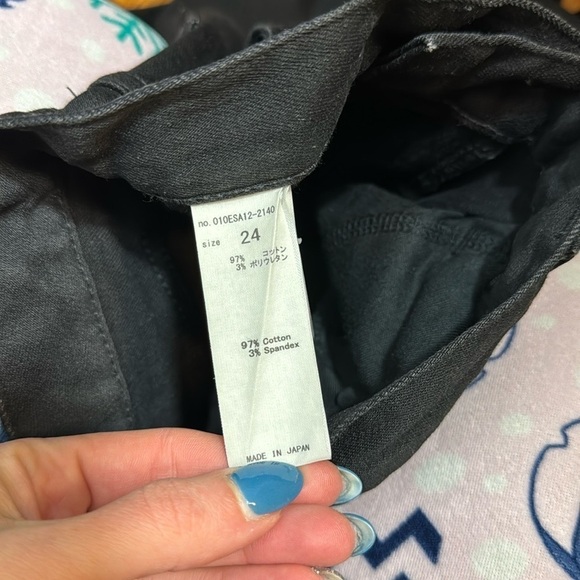 no. 010ESA12-2140
size 24
97% コットン
3% ポリウレタン
97% Cotton
3% Spandex
MADE IN JAPAN